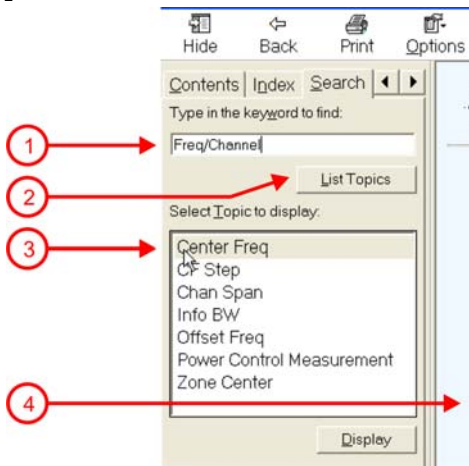 Hide Back Print Options
Contents Index Search
Type in the keyword to find:
1
Freq/Channel
2
List Topics
Select Topic to display:
3
Center Freq
CF Step
Chan Span
Info BW
Offset Freq
Power Control Measurement
Zone Center
4
Display